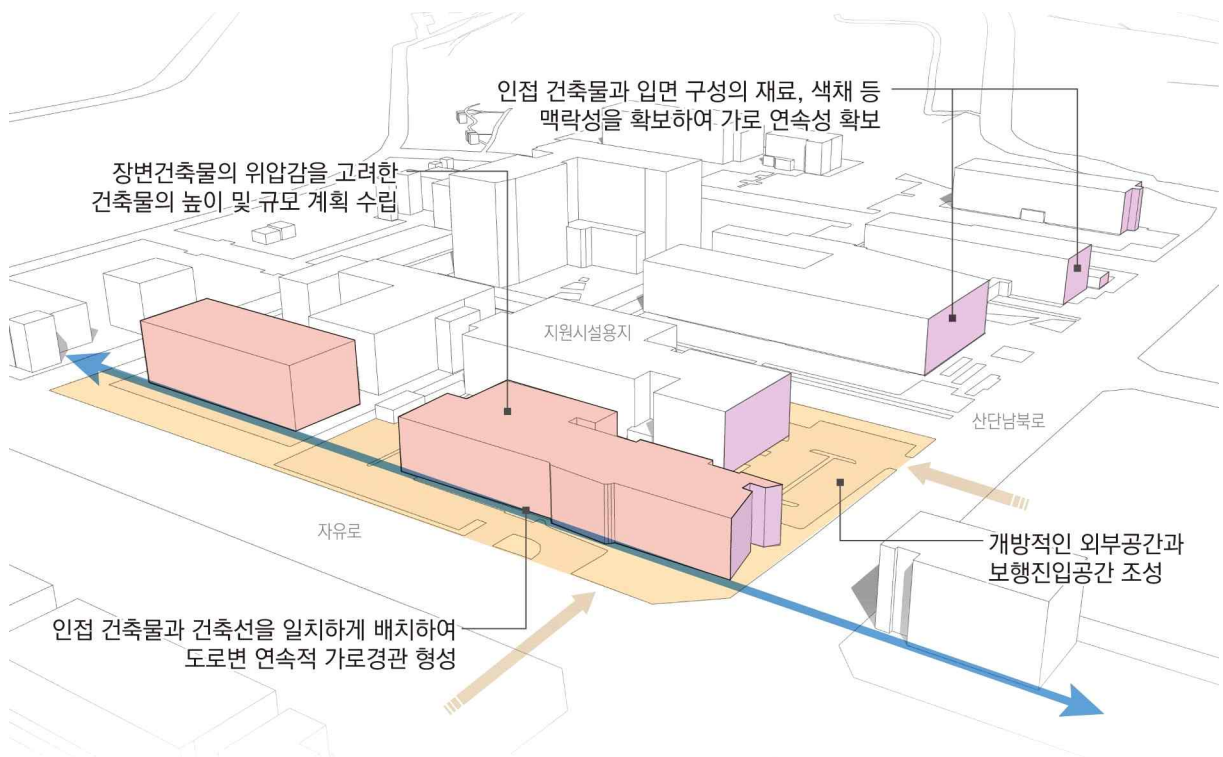 인접 건축물과 입면 구성의 재료, 색채 등
맥락성을 확보하여 가로 연속성 확보
장변건축물의 위압감을 고려한
건축물의 높이 및 규모 계획 수립
지원시설용지
산단남북로
자유로
개방적인 외부공간과
보행진입공간 조성
인접 건축물과 건축선을 일치하게 배치하여
도로변 연속적 가로경관 형성